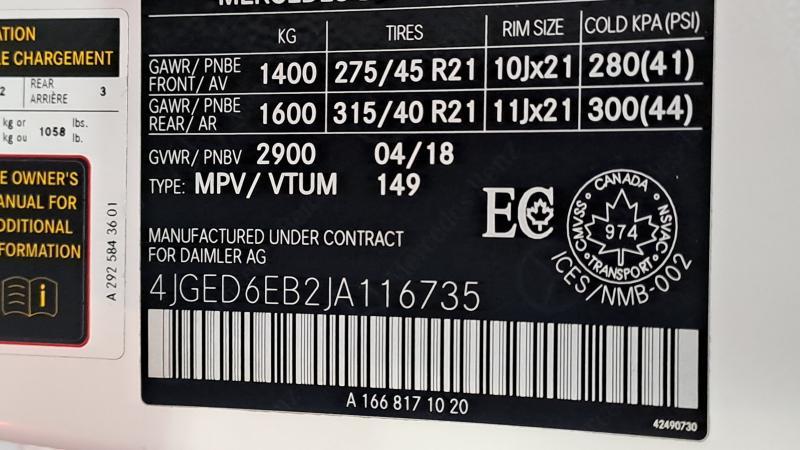 ATION
E CHARGEMENT
2 REAR ARRIÈRE 3
kg or lbs.
kg ou 1058 lb.
E OWNER'S
ANUAL FOR
DDITIONAL
FORMATION
i
A 292 584 36 01
KG TIRES RIM SIZE COLD KPA (PSI)
GAWR/ PNBE FRONT/ AV 1400 275/45 R21 10Jx21 280(41)
GAWR/ PNBE REAR/ AR 1600 315/40 R21 11Jx21 300(44)
GVWR/ PNBV 2900 04/18
TYPE: MPV/ VTUM 149
EC
CANADA
CMVSS 974 NSVAC
TRANSPORT
ICES/NMB-002
MANUFACTURED UNDER CONTRACT
FOR DAIMLER AG
4JGED6EB2JA116735
A 166 817 10 20
42490730